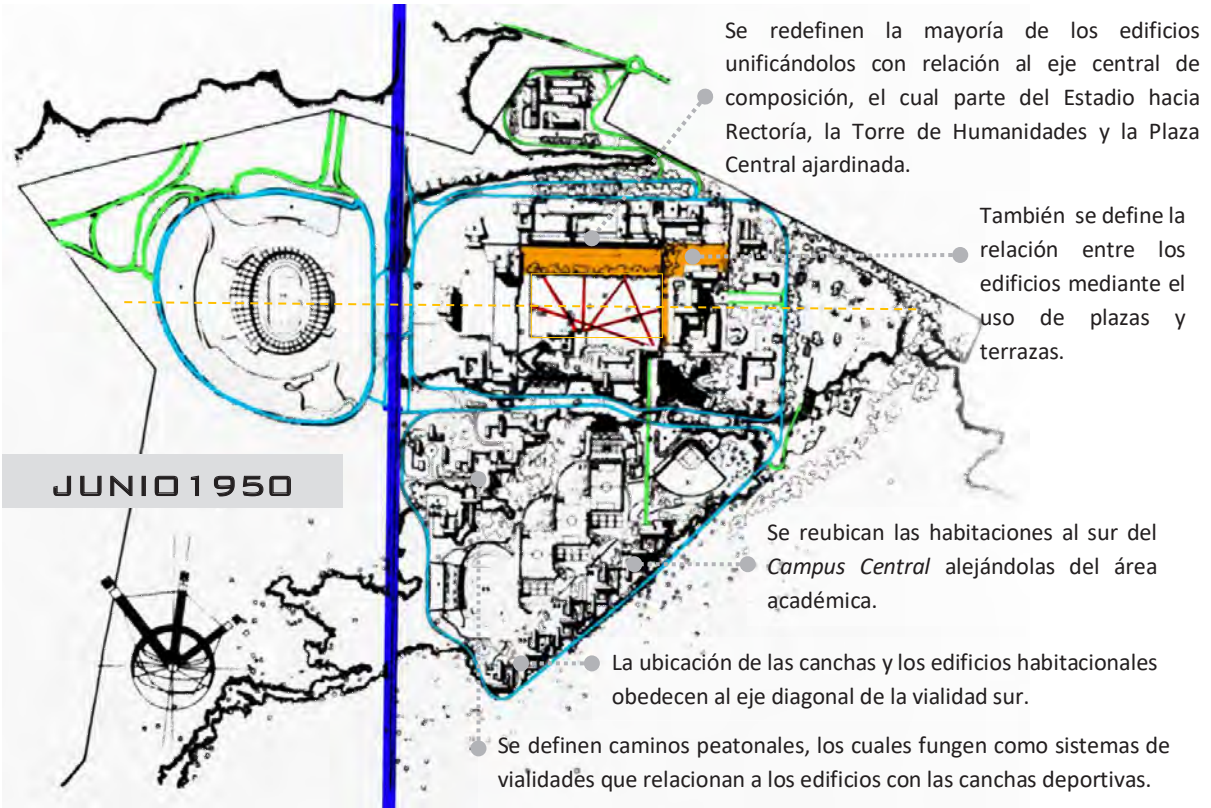 Se redefinen la mayoría de los edificios
unificándolos con relación al eje central de
composición, el cual parte del Estadio hacia
Rectoría, la Torre de Humanidades y la Plaza
Central ajardinada.
También se define la
relación entre los
edificios mediante el
uso de plazas y
terrazas.
JUNIO1950
Se reubican las habitaciones al sur del
Campus Central alejándolas del área
académica.
La ubicación de las canchas y los edificios habitacionales
obedecen al eje diagonal de la vialidad sur.
Se definen caminos peatonales, los cuales fungen como sistemas de
vialidades que relacionan a los edificios con las canchas deportivas.